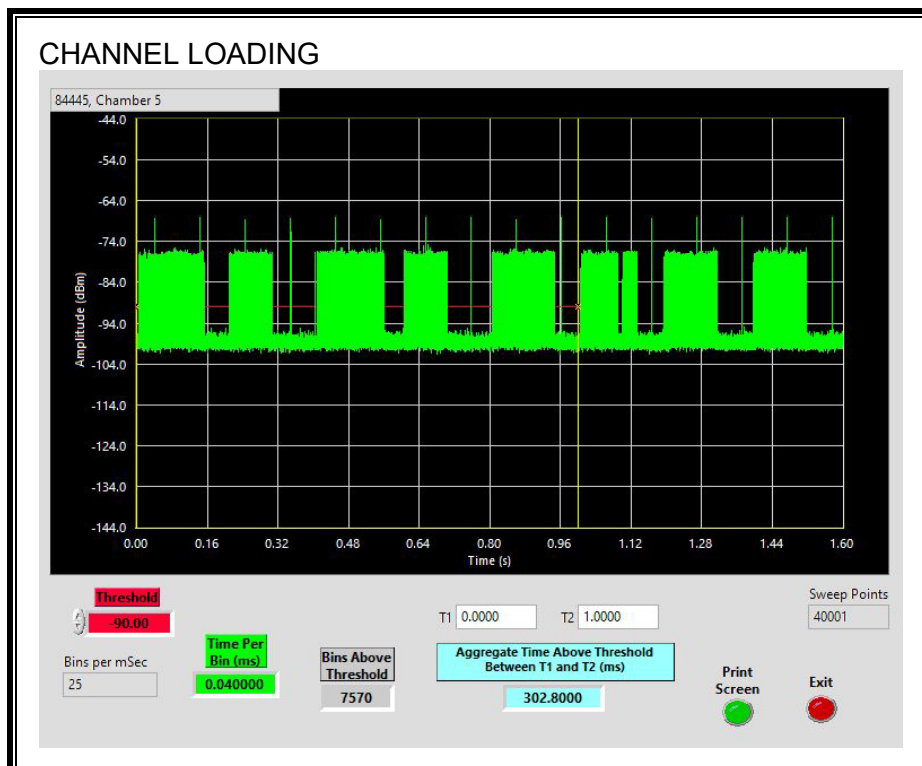 CHANNEL LOADING
84445, Chamber 5
-44.0
-54.0
-64.0
-74.0
-84.0
-94.0
-104.0
-114.0
-124.0
-134.0
-144.0
Amplitude (dBm)
0.00 0.16 0.32 0.48 0.64 0.80 0.96 1.12 1.28 1.44 1.60
Time (s)
Threshold
-90.00
Bins per mSec
25
Time Per
Bin (ms)
0.040000
Bins Above
Threshold
7570
T1 0.0000 T2 1.0000
Aggregate Time Above Threshold
Between T1 and T2 (ms)
302.8000
Sweep Points
40001
Print
Screen
Exit